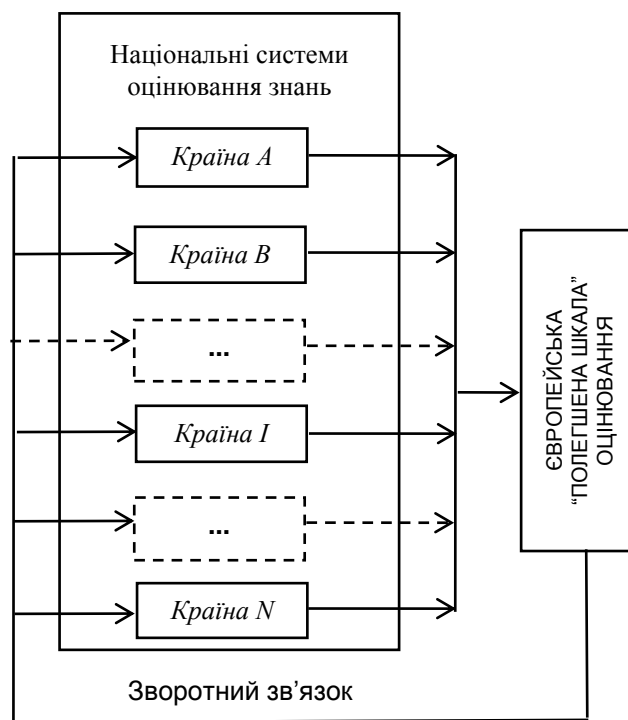 Національні системи
оцінювання знань
Країна A
Країна B
...
Країна I
...
Країна N
ЄВРОПЕЙСЬКА
“ПОЛЕГШЕНА ШКАЛА”
ОЦІНЮВАННЯ
Зворотний зв’язок